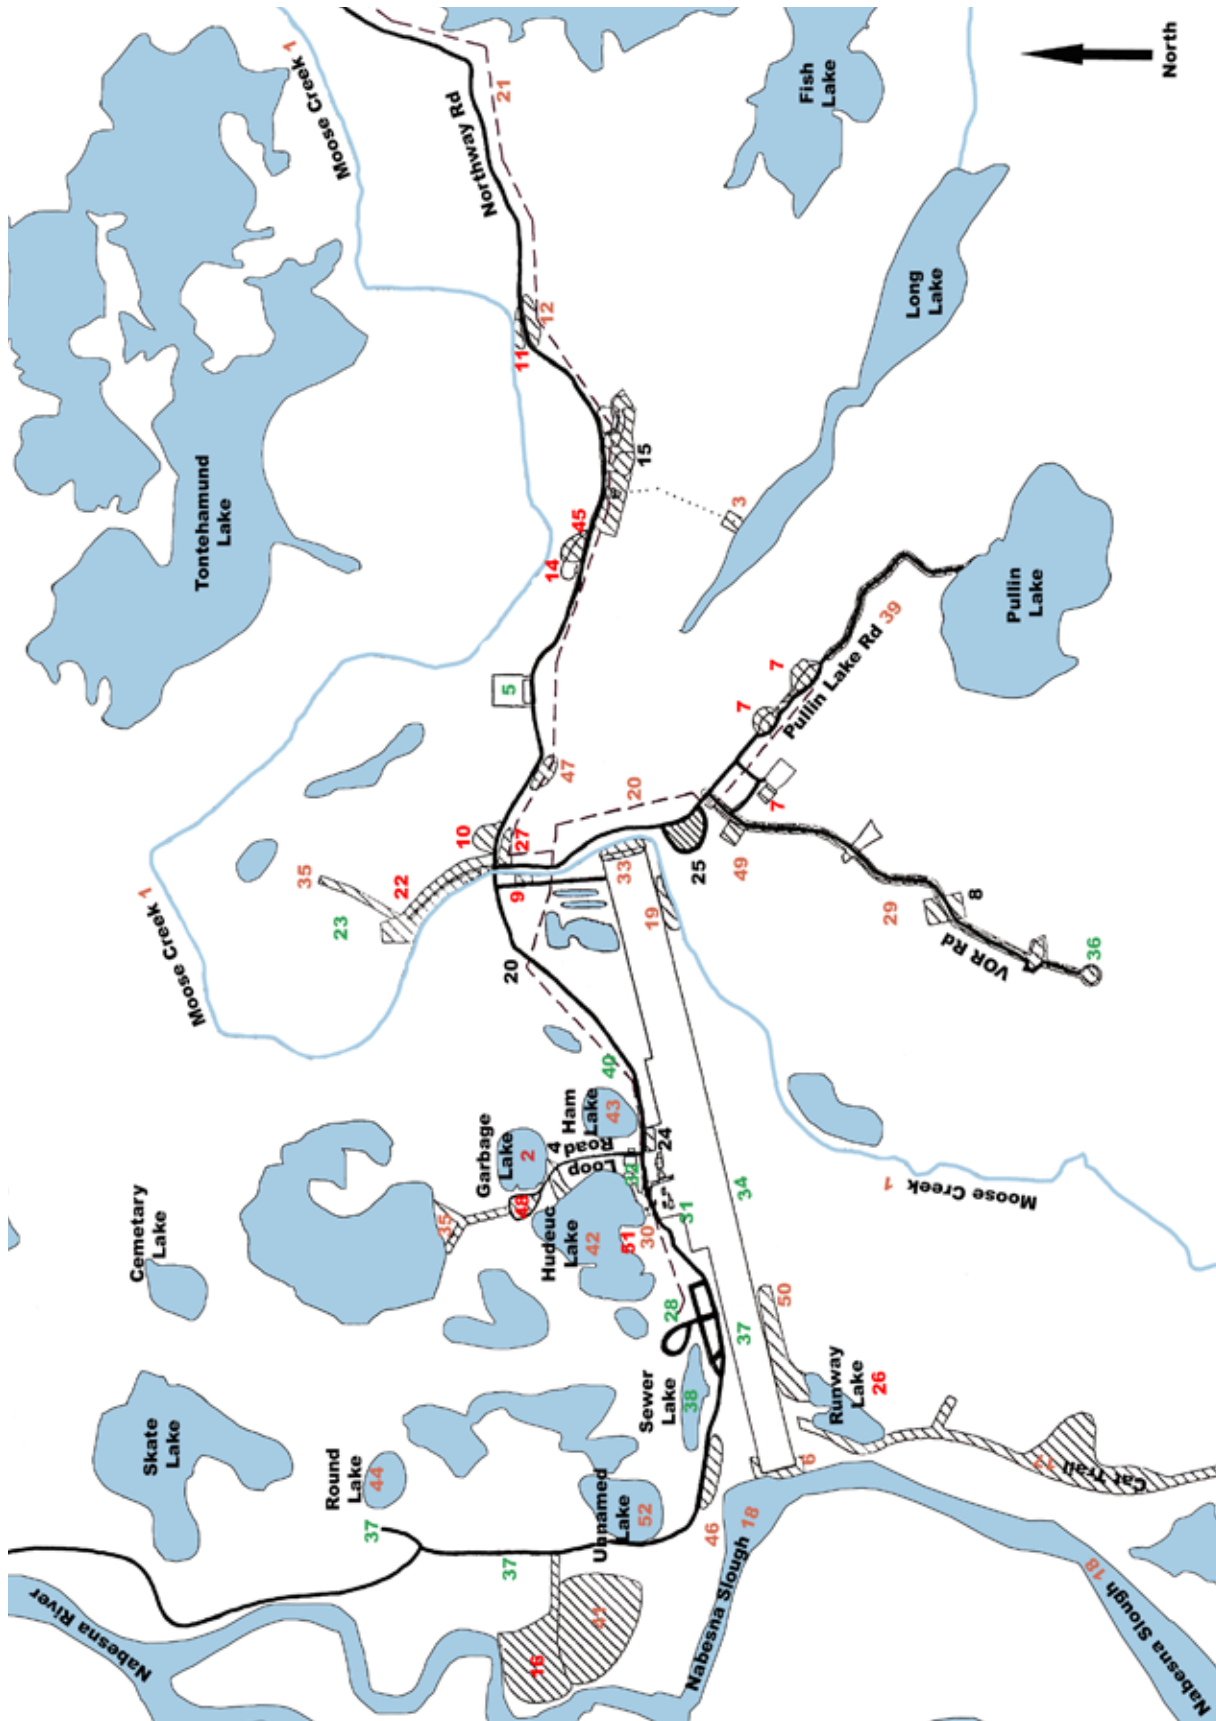 Nabesna River
Skate
Lake
Cemetary
Lake
Moose Creek 1
Tontehamund
Lake
Moose Creek 1
Round
Lake
44
37
37
35
23
35
22
Northway Rd
21
16
41
Unnamed
Lake
52
Garbage
Lake
2
48
4
Loop
Road
Ham
Lake
43
40
20
9
27
10
5
14
45
11
12
Hudeuc
Lake
42
51
30
32
24
31
28
Sewer
Lake
38
46
47
15
33
20
19
25
3
Nabesna Slough 18
6
37
34
50
49
7
7
7
Fish
Lake
Long
Lake
Runway
Lake
26
Moose Creek 1
29
8
VOR Rd
36
Pullin Lake Rd 39
Pullin
Lake
17
Cat Trail
18
Nabesna Slough
North